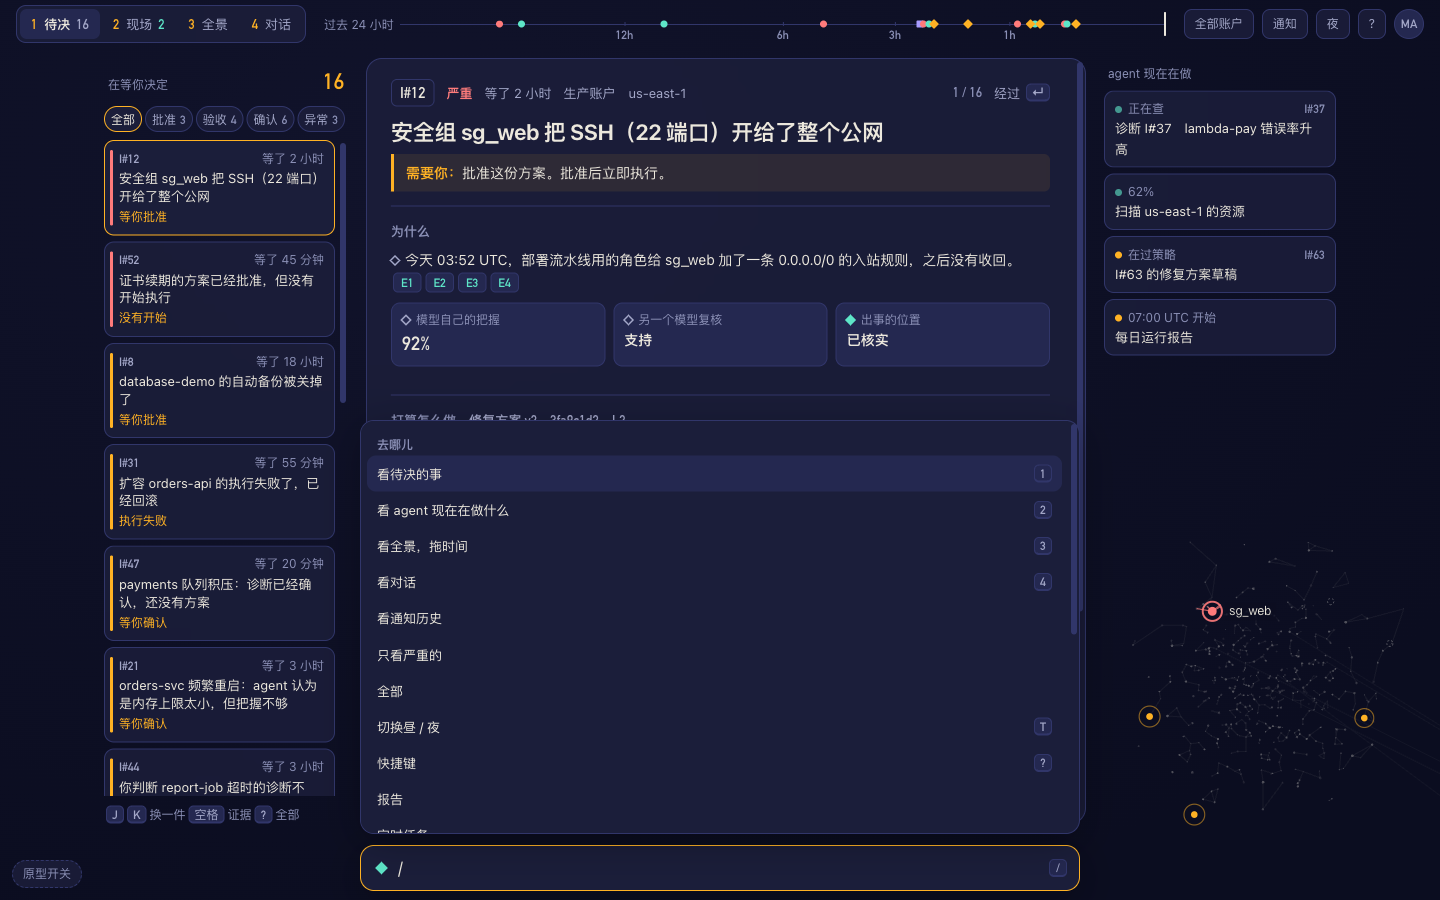 1 待决 16 2 现场 2 3 全景 4 对话
过去 24 小时
12h 6h 3h 1h
全部账户 通知 夜 ? MA
在等你决定 16
全部 批准 3 验收 4 确认 6 异常 3
I#12 等了 2 小时
安全组 sg_web 把 SSH（22 端口）
开给了整个公网
等你批准
I#52 等了 45 分钟
证书续期的方案已经批准，但没有
开始执行
没有开始
I#8 等了 18 小时
database-demo 的自动备份被关掉
了
等你批准
I#31 等了 55 分钟
扩容 orders-api 的执行失败了，已
经回滚
执行失败
I#47 等了 20 分钟
payments 队列积压：诊断已经确
认，还没有方案
等你确认
I#21 等了 3 小时
orders-svc 频繁重启：agent 认为
是内存上限太小，但把握不够
等你确认
I#44 等了 3 小时
你判断 report-job 超时的诊断不
J K 换一件 空格 证据 ? 全部
原型开关
I#12 严重 等了 2 小时 生产账户 us-east-1 1 / 16 经过 ↵
安全组 sg_web 把 SSH（22 端口）开给了整个公网
需要你：批准这份方案。批准后立即执行。
为什么
今天 03:52 UTC，部署流水线用的角色给 sg_web 加了一条 0.0.0.0/0 的入站规则，之后没有收回。
E1 E2 E3 E4
模型自己的把握
92%
另一个模型复核
支持
出事的位置
已核实
去哪儿
看待决的事 1
看 agent 现在在做什么 2
看全景，拖时间 3
看对话 4
看通知历史
只看严重的
全部
切换昼 / 夜 T
快捷键 ?
报告
/ /
agent 现在在做
正在查 I#37
诊断 I#37 lambda-pay 错误率升
高
62%
扫描 us-east-1 的资源
在过策略 I#63
I#63 的修复方案草稿
07:00 UTC 开始
每日运行报告
sg_web